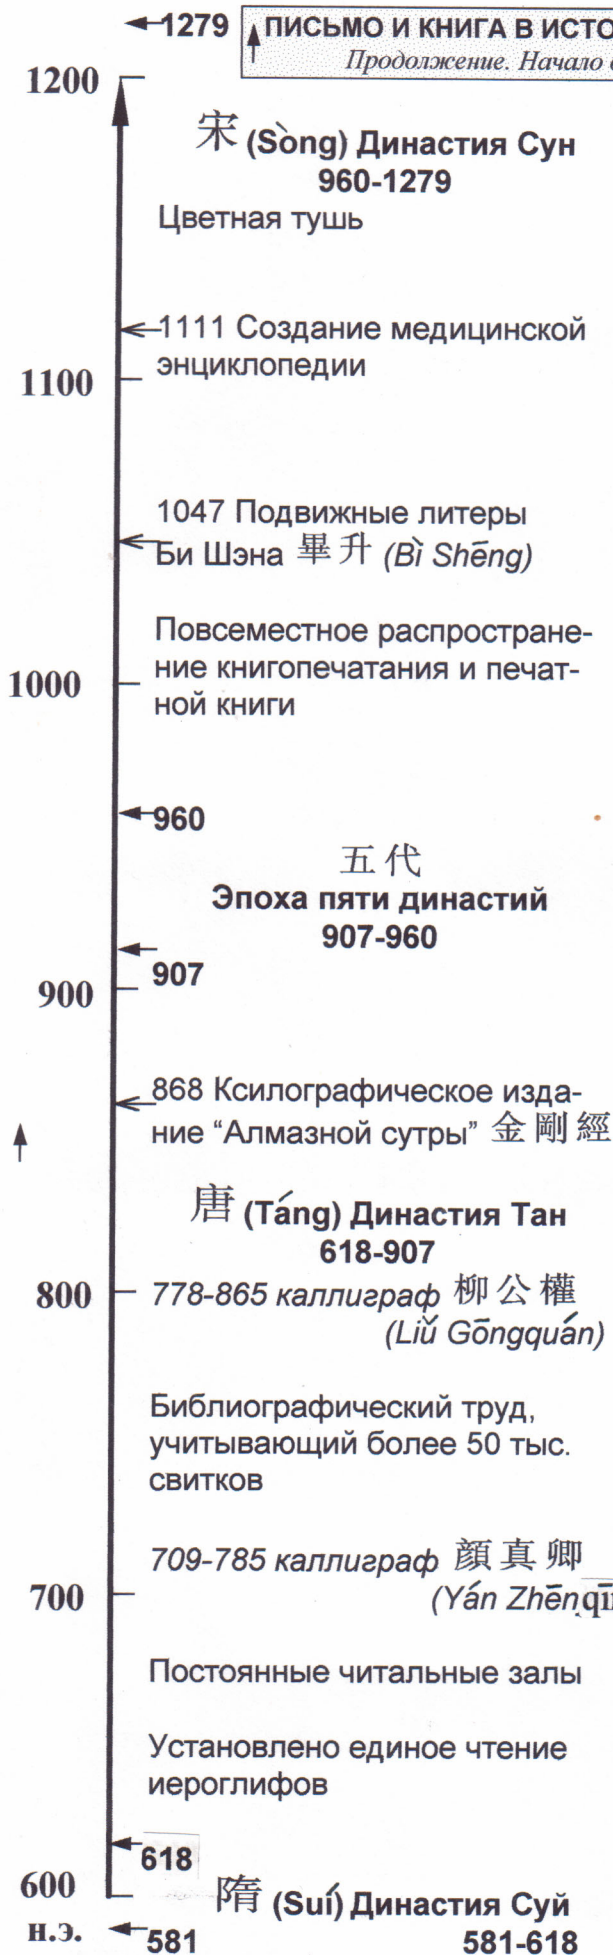 1279
ПИСЬМО И КНИГА В ИСТО
Продолжение. Начало
1200
宋 (Sòng) Династия Сун
960-1279
Цветная тушь
1111 Создание медицинской
энциклопедии
1100
1047 Подвижные литеры
Би Шэна 畢升 (Bì Shēng)
Повсеместное распростране-
ние книгопечатания и печат-
1000
ной книги
960
五代
Эпоха пяти династий
907-960
907
900
868 Ксилографическое изда-
ние “Алмазной сутры” 金剛經
唐 (Táng) Династия Тан
618-907
800
778-865 каллиграф 柳公權
(Liǔ Gōngquán)
Библиографический труд,
учитывающий более 50 тыс.
свитков
709-785 каллиграф 顔真卿
700
(Yán Zhēn qīn
Постоянные читальные залы
Установлено единое чтение
иероглифов
618
600
隋 (Suí) Династия Суй
н.э.
581
581-618